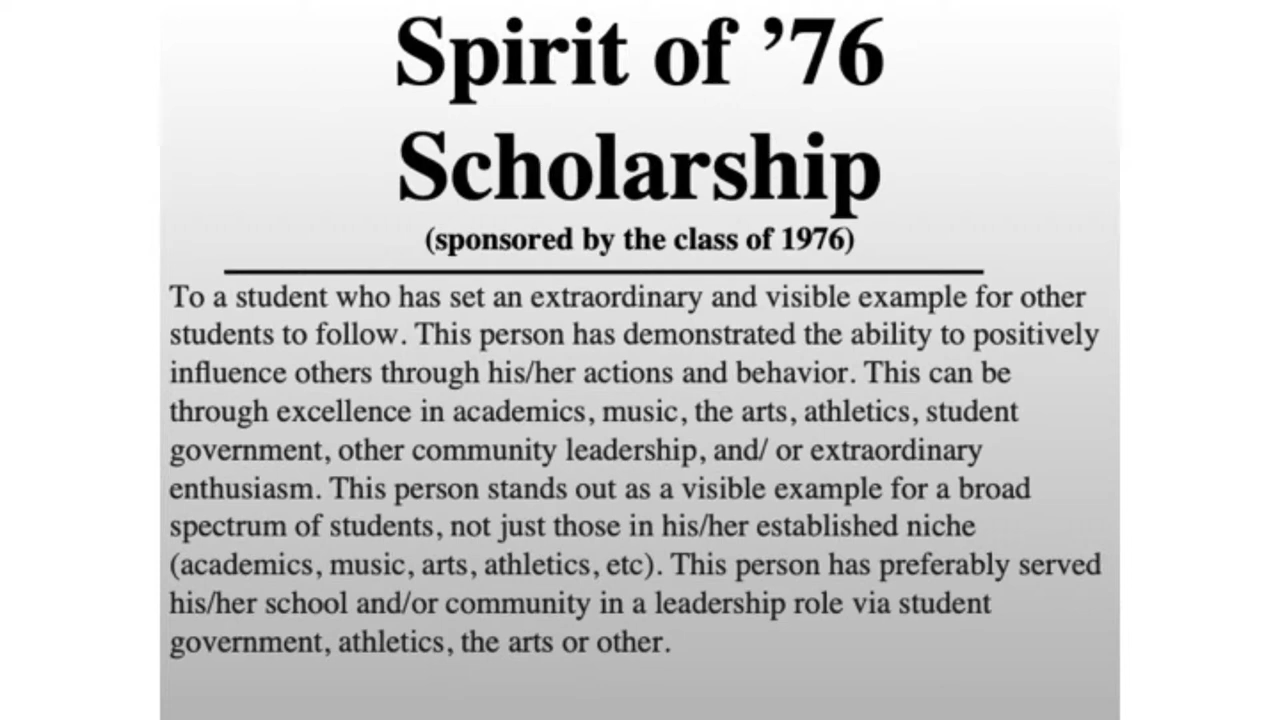 Spirit of ’76
Scholarship
(sponsored by the class of 1976)
To a student who has set an extraordinary and visible example for other
students to follow. This person has demonstrated the ability to positively
influence others through his/her actions and behavior. This can be
through excellence in academics, music, the arts, athletics, student
government, other community leadership, and/ or extraordinary
enthusiasm. This person stands out as a visible example for a broad
spectrum of students, not just those in his/her established niche
(academics, music, arts, athletics, etc). This person has preferably served
his/her school and/or community in a leadership role via student
government, athletics, the arts or other.